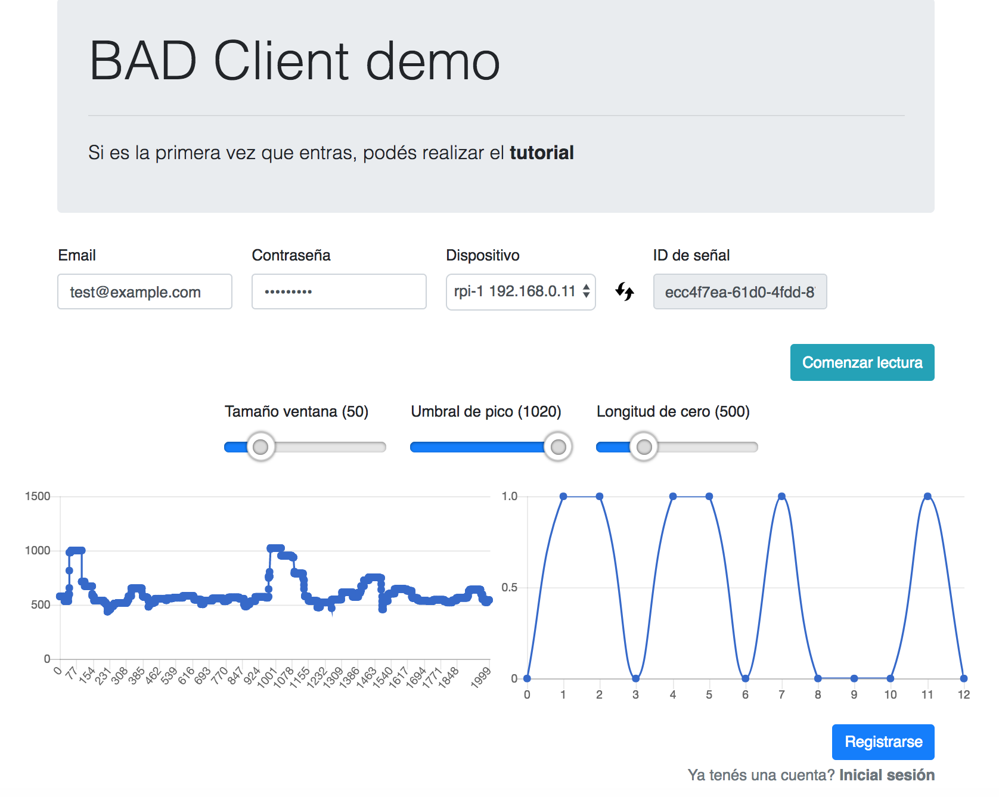 BAD Client demo
Si es la primera vez que entras, podés realizar el tutorial
Email
Contraseña
Dispositivo
ID de señal
test@example.com
•••••••••
rpi-1 192.168.0.11
ecc4f7ea-61d0-4fdd-8
Comenzar lectura
Tamaño ventana (50)
Umbral de pico (1020)
Longitud de cero (500)
1500
1000
500
0
0 77 154 231 308 385 462 539 616 693 770 847 924 1001 1078 1155 1232 1309 1386 1463 1540 1617 1694 1771 1848 1999
1.0
0.5
0
0 1 2 3 4 5 6 7 8 9 10 11 12
Registrarse
Ya tenés una cuenta? Inicial sesión